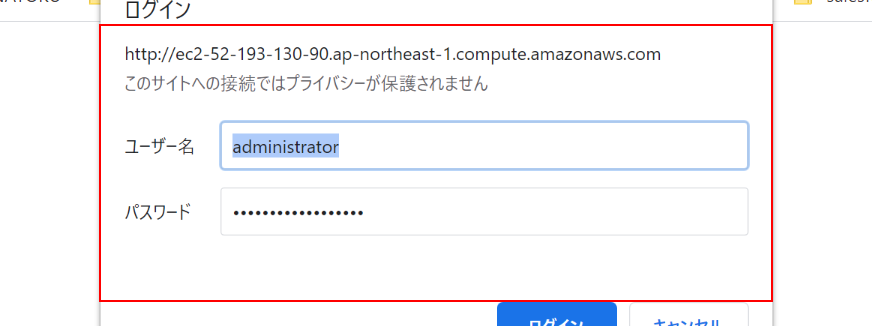 ログイン
http://ec2-52-193-130-90.ap-northeast-1.compute.amazonaws.com
このサイトへの接続ではプライバシーが保護されません
ユーザー名 administrator
パスワード ••••••••••••••••••
ログイン キャンセル